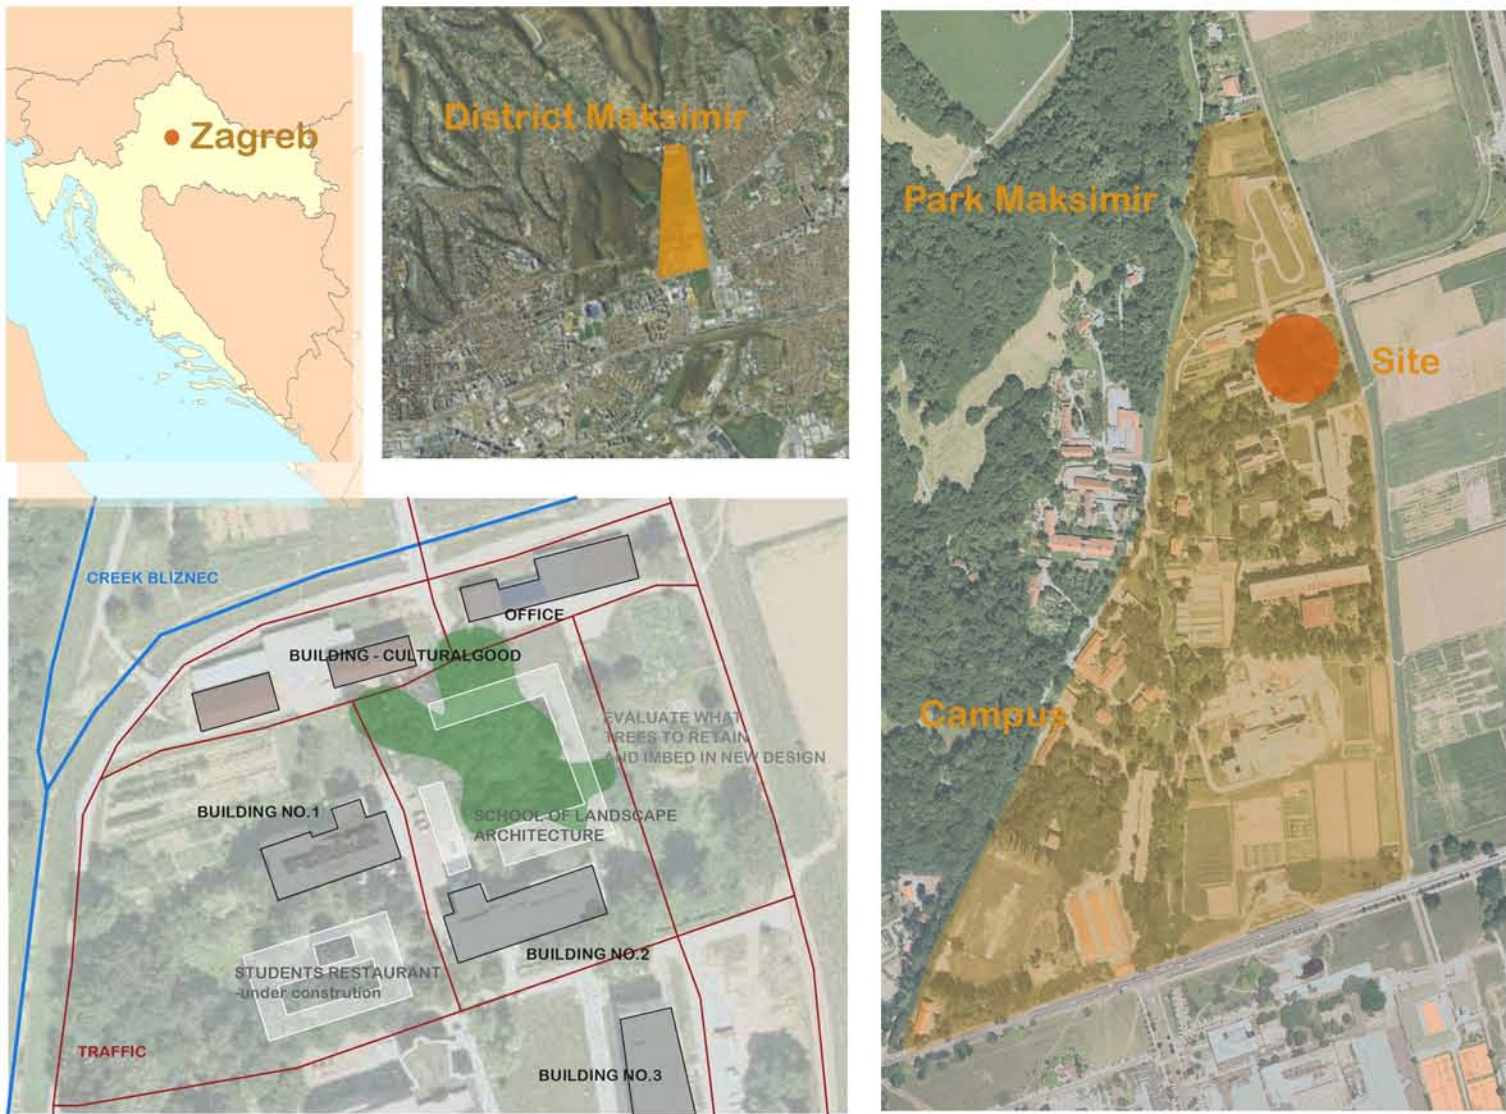 Zagreb
District Maksimir
Park Maksimir
Site
Campus
CREEK BLIZNEC
OFFICE
BUILDING - CULTURALGOOD
EVALUATE WHAT
TREES TO RETAIN
AND IMBED IN NEW DESIGN
BUILDING NO.1
SCHOOL OF LANDSCAPE
ARCHITECTURE
BUILDING NO.2
STUDENTS RESTAURANT
-under constrution
TRAFFIC
BUILDING NO.3